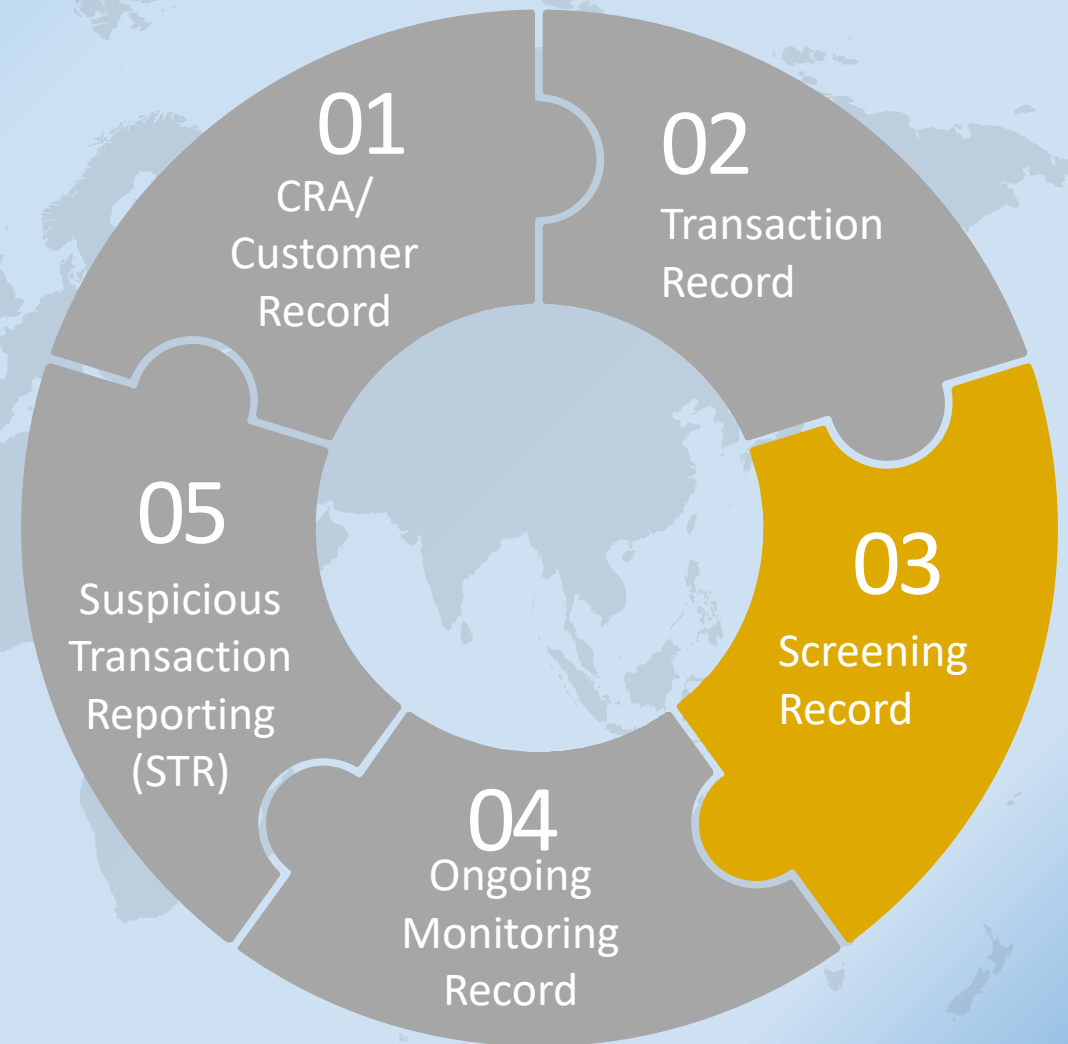 01
CRA/
Customer
Record
02
Transaction
Record
03
Screening
Record
04
Ongoing
Monitoring
Record
05
Suspicious
Transaction
Reporting
(STR)